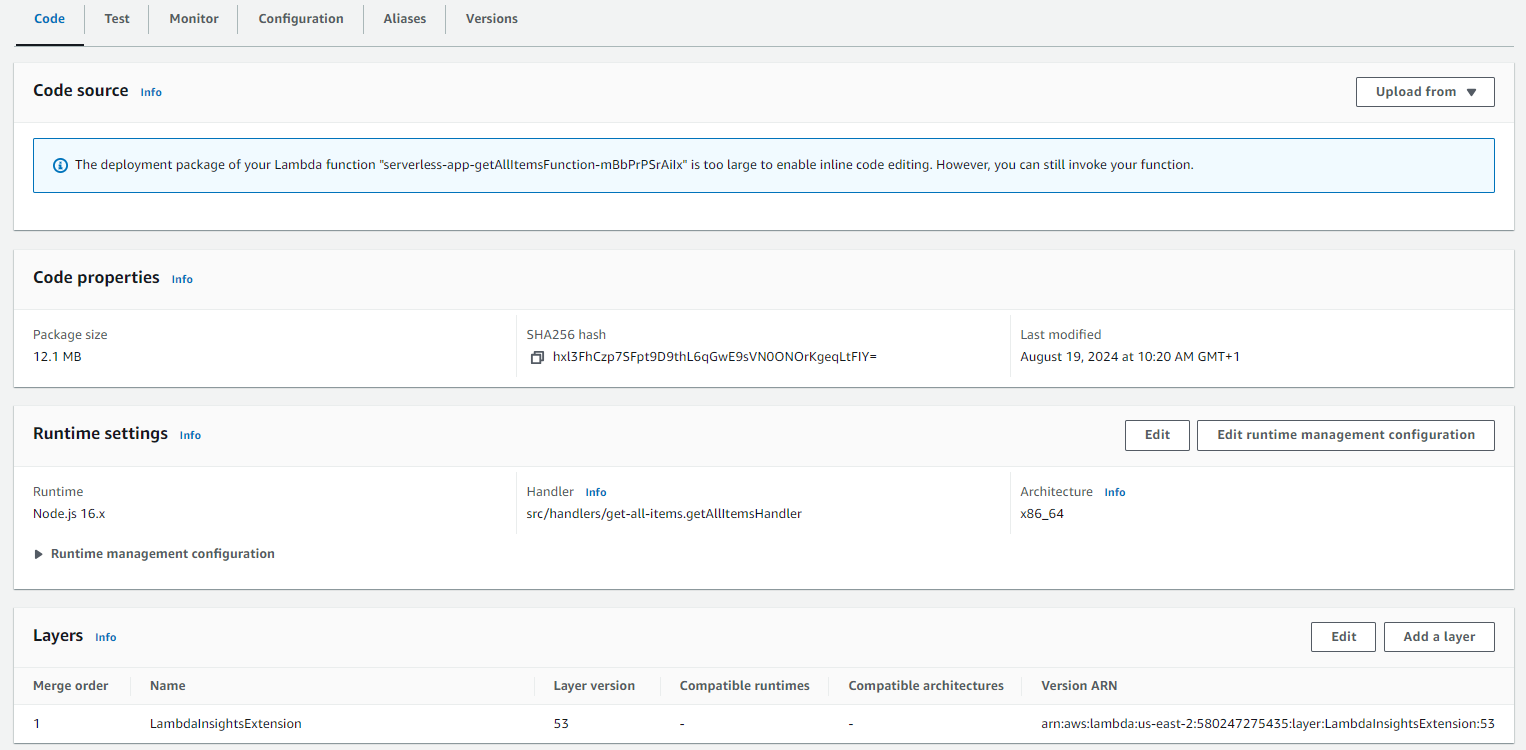 Code Test Monitor Configuration Aliases Versions
Code source Info
Upload from
The deployment package of your Lambda function "serverless-app-getAllItemsFunction-mBbPrPSrAiIx" is too large to enable inline code editing. However, you can still invoke your function.
Code properties Info
Package size SHA256 hash Last modified
12.1 MB hxl3FhCzp7SFpt9D9thL6qGwE9sVN0ONOrKgeqLtFIY= August 19, 2024 at 10:20 AM GMT+1
Runtime settings Info
Edit Edit runtime management configuration
Runtime Handler Info Architecture Info
Node.js 16.x src/handlers/get-all-items.getAllItemsHandler x86_64
Runtime management configuration
Layers Info
Edit Add a layer
Merge order Name Layer version Compatible runtimes Compatible architectures Version ARN
1 LambdaInsightsExtension 53 - - arn:aws:lambda:us-east-2:580247275435:layer:LambdaInsightsExtension:53